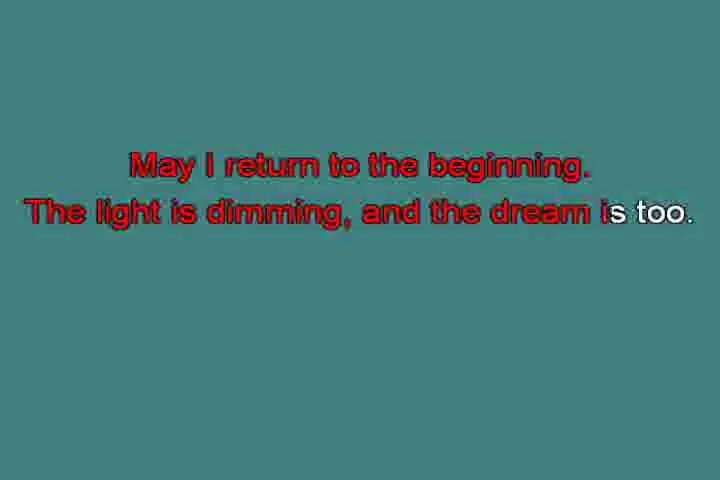 May I return to the beginning.
The light is dimming, and the dream is too.